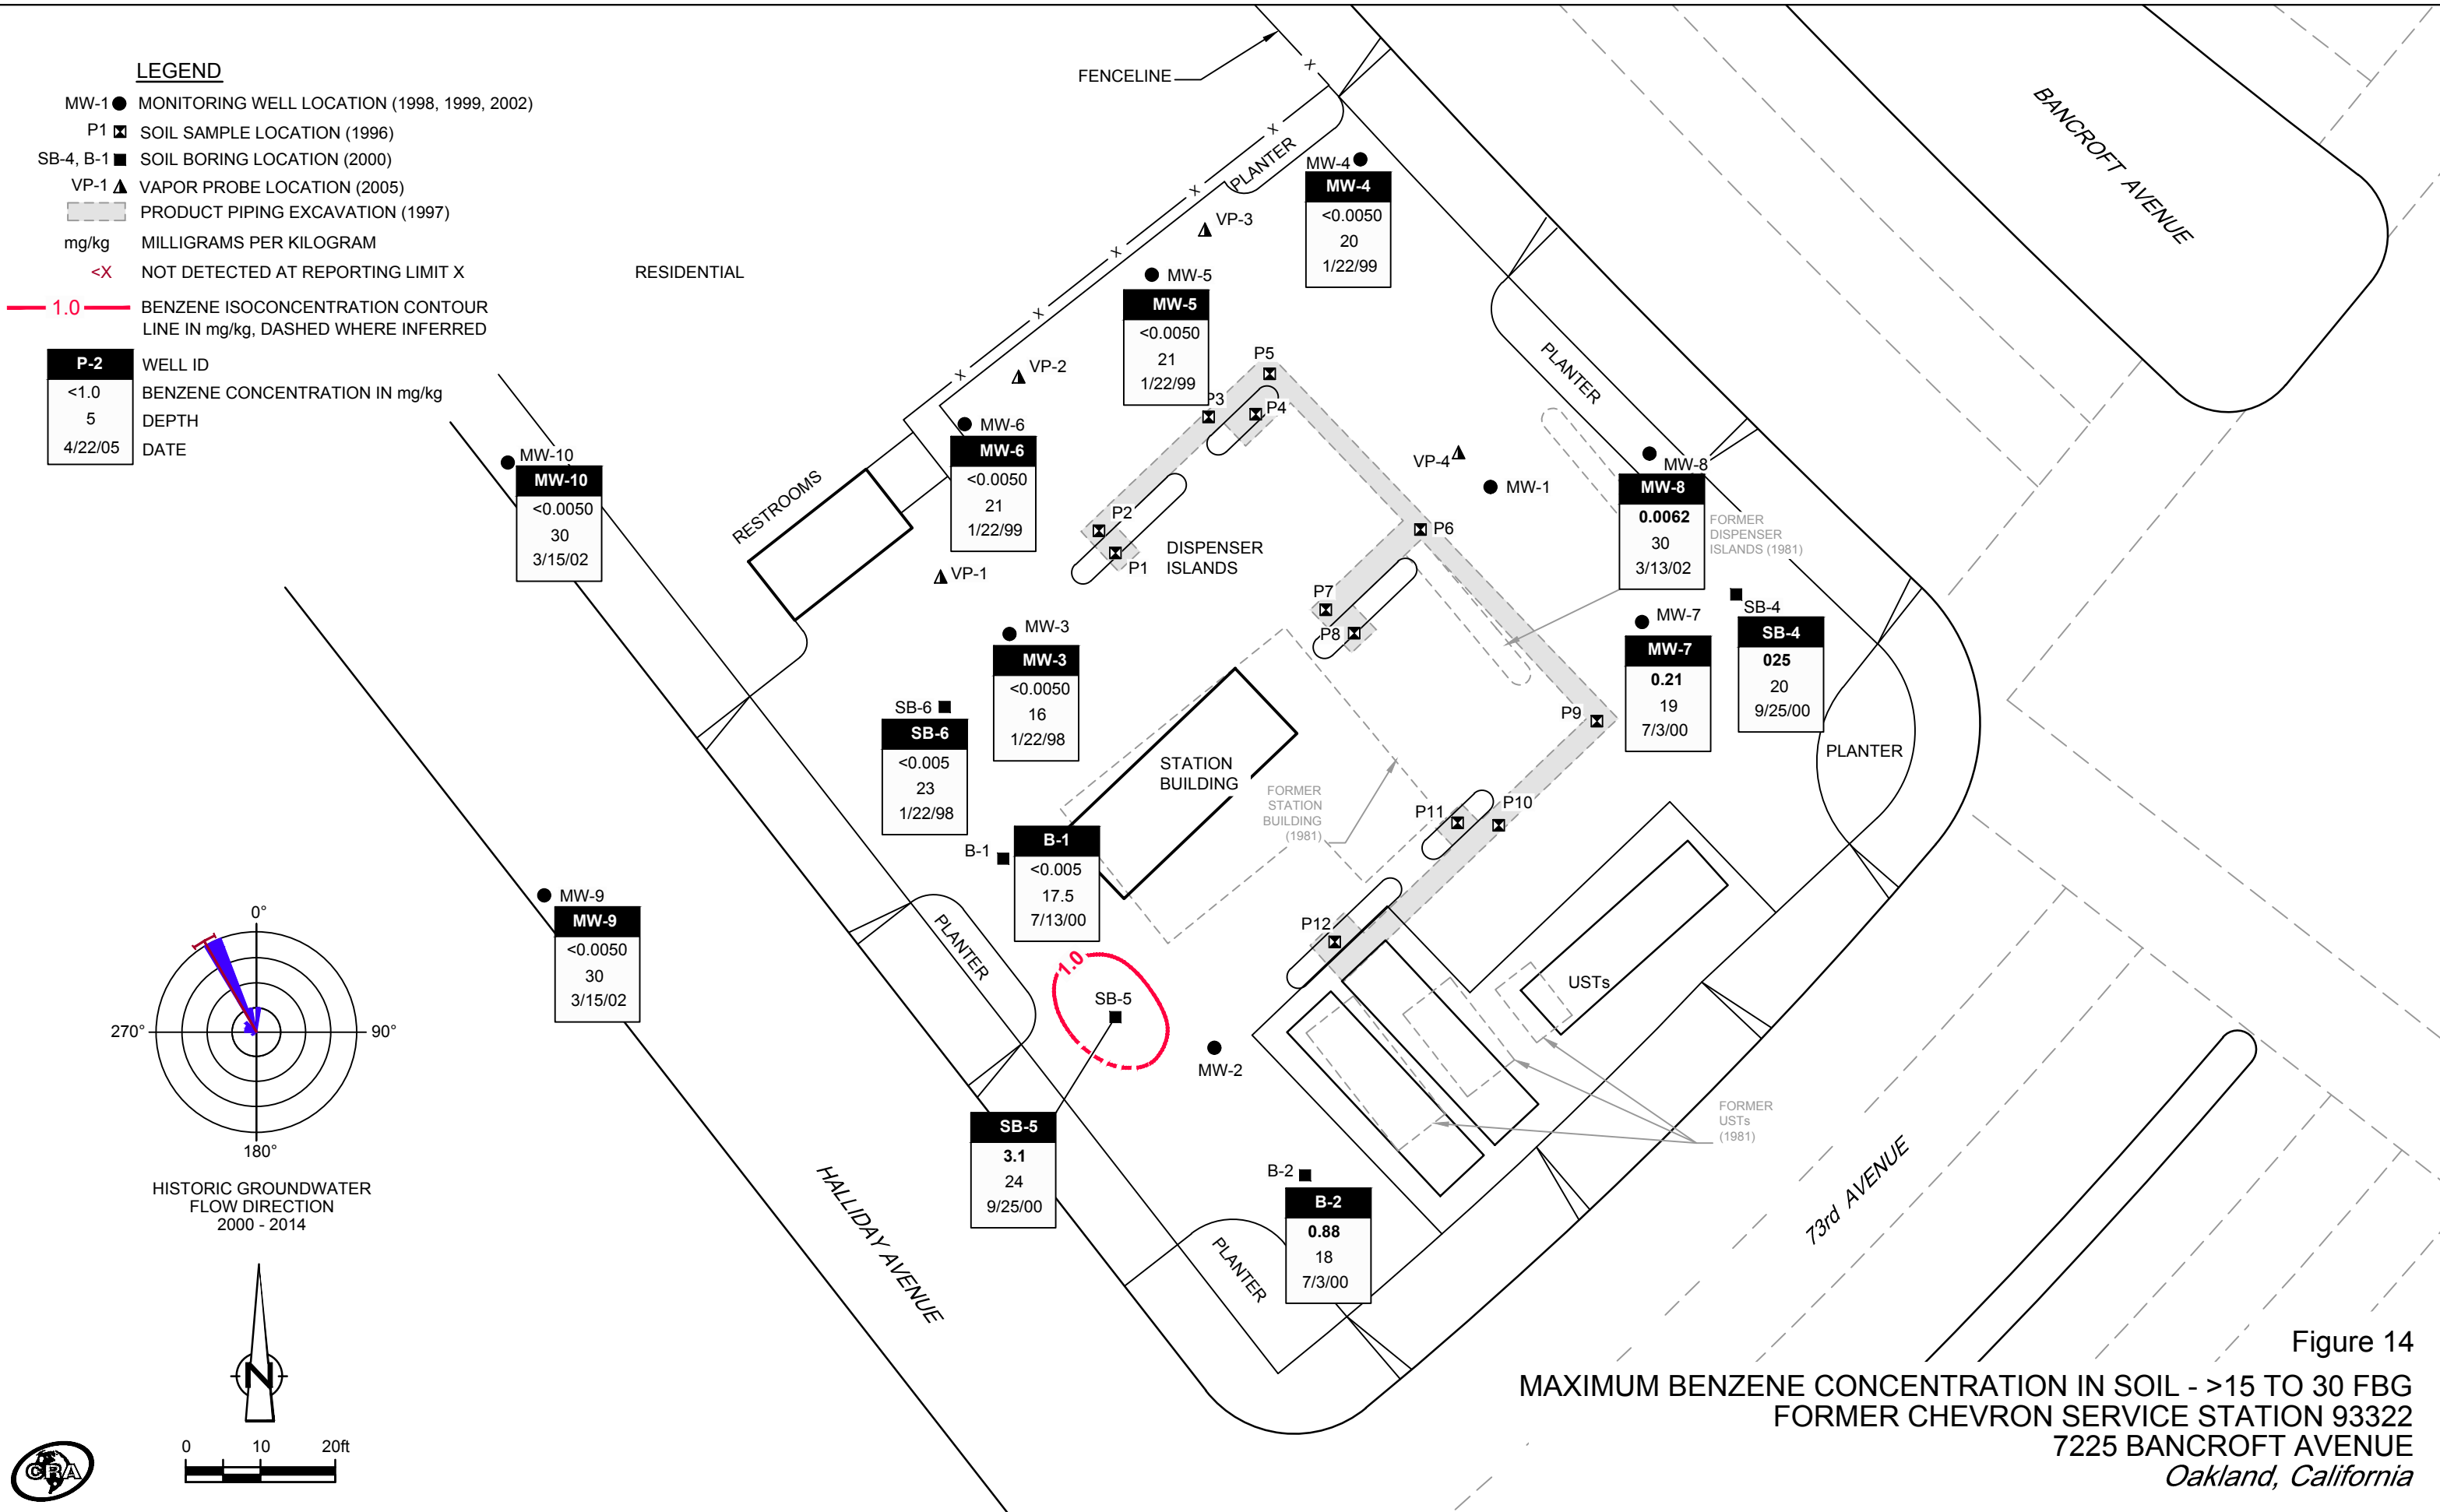 LEGEND
MW-1 MONITORING WELL LOCATION (1998, 1999, 2002)
P1 SOIL SAMPLE LOCATION (1996)
SB-4, B-1 SOIL BORING LOCATION (2000)
VP-1 VAPOR PROBE LOCATION (2005)
PRODUCT PIPING EXCAVATION (1997)
mg/kg MILLIGRAMS PER KILOGRAM
<X NOT DETECTED AT REPORTING LIMIT X
1.0 BENZENE ISOCONCENTRATION CONTOUR
LINE IN mg/kg, DASHED WHERE INFERRED
P-2 WELL ID
<1.0 BENZENE CONCENTRATION IN mg/kg
5 DEPTH
4/22/05 DATE
FENCELINE
X
X
X
X
X
X
PLANTER
RESIDENTIAL
BANCROFT AVENUE
MW-4
MW-4
<0.0050
20
1/22/99
VP-3
MW-5
MW-5
<0.0050
21
1/22/99
P5
P3
P4
PLANTER
VP-2
MW-6
MW-6
<0.0050
21
1/22/99
MW-10
MW-10
<0.0050
30
3/15/02
RESTROOMS
VP-4
MW-1
MW-8
MW-8
0.0062
30
3/13/02
FORMER
DISPENSER
ISLANDS (1981)
P2
P1
DISPENSER
ISLANDS
P6
VP-1
P7
P8
MW-3
MW-3
<0.0050
16
1/22/98
MW-7
MW-7
0.21
19
7/3/00
SB-4
SB-4
025
20
9/25/00
PLANTER
SB-6
SB-6
<0.005
23
1/22/98
P9
STATION
BUILDING
FORMER
STATION
BUILDING
(1981)
P11
P10
B-1
B-1
<0.005
17.5
7/13/00
MW-9
MW-9
<0.0050
30
3/15/02
PLANTER
P12
1.0
SB-5
MW-2
USTs
FORMER
USTs
(1981)
SB-5
3.1
24
9/25/00
B-2
B-2
0.88
18
7/3/00
PLANTER
HALLIDAY AVENUE
73rd AVENUE
0°
270°
90°
180°
HISTORIC GROUNDWATER
FLOW DIRECTION
2000 - 2014
N
0 10 20ft
CRA
Figure 14
MAXIMUM BENZENE CONCENTRATION IN SOIL - >15 TO 30 FBG
FORMER CHEVRON SERVICE STATION 93322
7225 BANCROFT AVENUE
Oakland, California